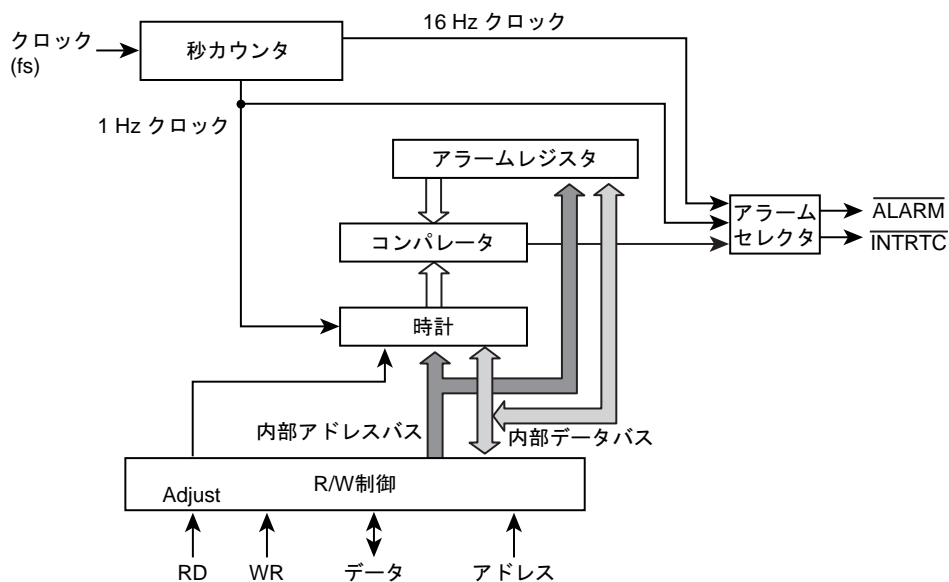 16 Hz クロック
クロック
(fs)
秒カウンタ
1 Hz クロック
アラームレジスタ
アラーム
セレクタ
ALARM
INTRTC
コンパレータ
時計
内部アドレスバス
内部データバス
R/W制御
Adjust
RD
WR
データ
アドレス